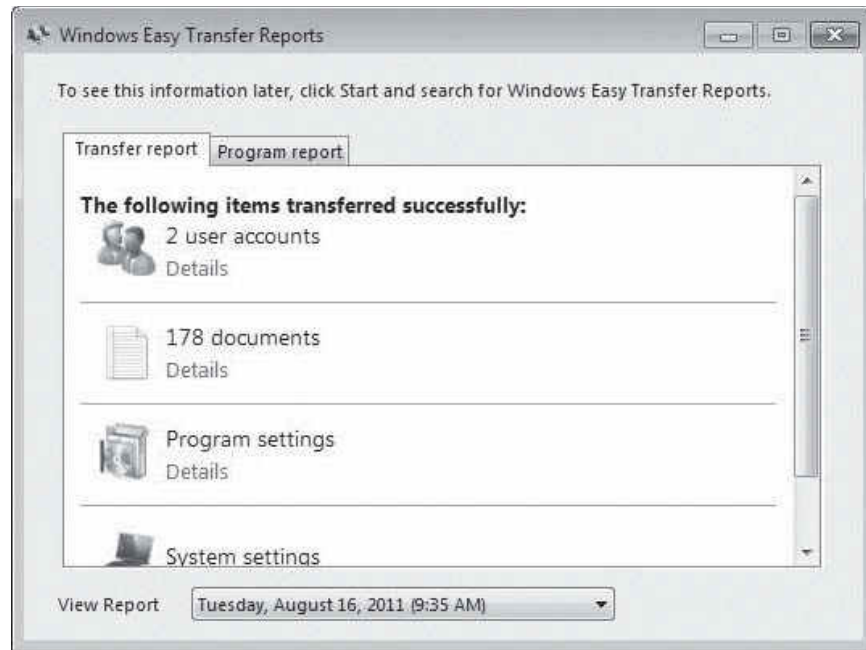 Windows Easy Transfer Reports
To see this information later, click Start and search for Windows Easy Transfer Reports.
Transfer report Program report
The following items transferred successfully:
2 user accounts
Details
178 documents
Details
Program settings
Details
System settings
View Report Tuesday, August 16, 2011 (9:35 AM)